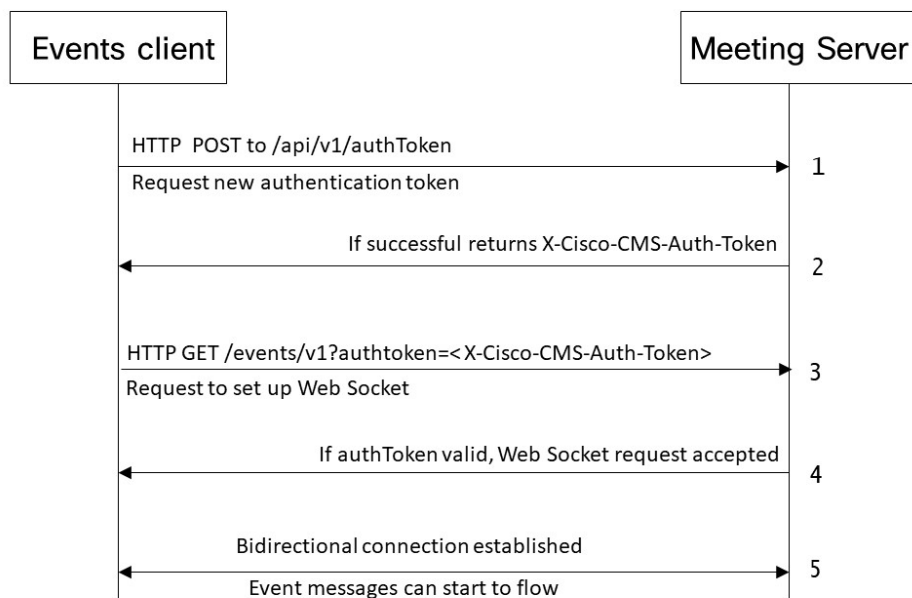 Events client
Meeting Server
HTTP POST to /api/v1/authToken
Request new authentication token
1
If successful returns X-Cisco-CMS-Auth-Token
2
HTTP GET /events/v1?authtoken=<X-Cisco-CMS-Auth-Token>
Request to set up Web Socket
3
If authToken valid, Web Socket request accepted
4
Bidirectional connection established
Event messages can start to flow
5